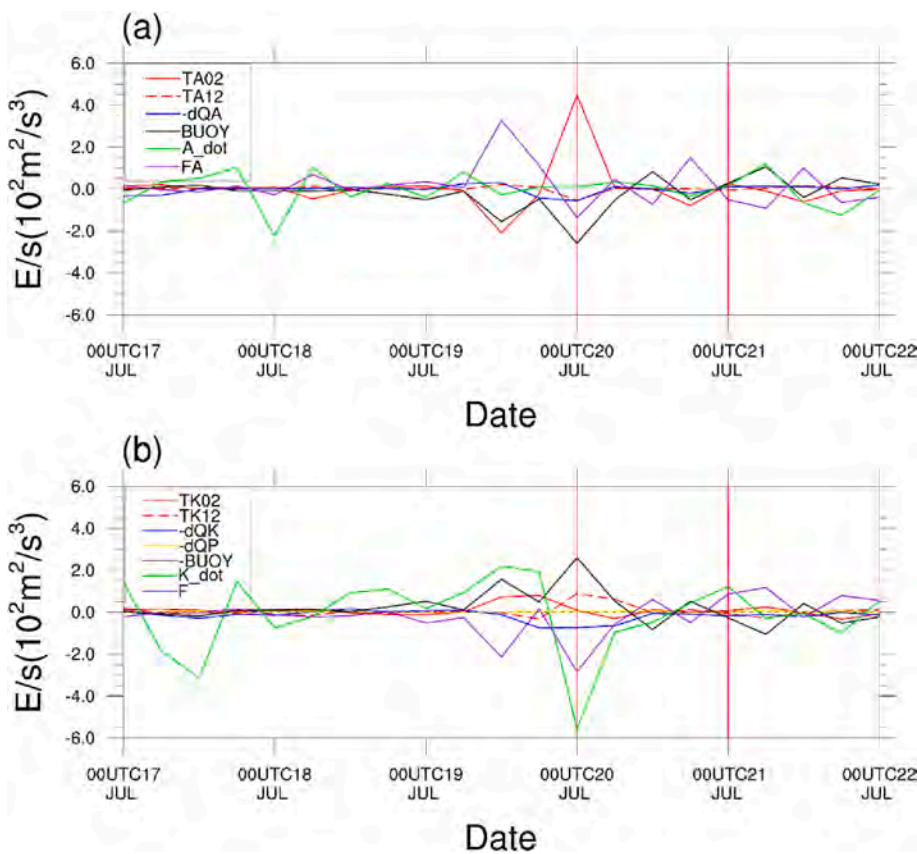 (a)
E/s(10²m²/s³)
6.0
4.0
2.0
0.0
-2.0
-4.0
-6.0
TA02
TA12
-dQA
BUOY
A_dot
FA
00UTC17 00UTC18 00UTC19 00UTC20 00UTC21 00UTC22
JUL JUL JUL JUL JUL JUL
Date
(b)
E/s(10²m²/s³)
6.0
4.0
2.0
0.0
-2.0
-4.0
-6.0
TK02
TK12
-dQK
-dQP
-BUOY
K_dot
F
00UTC17 00UTC18 00UTC19 00UTC20 00UTC21 00UTC22
JUL JUL JUL JUL JUL JUL
Date